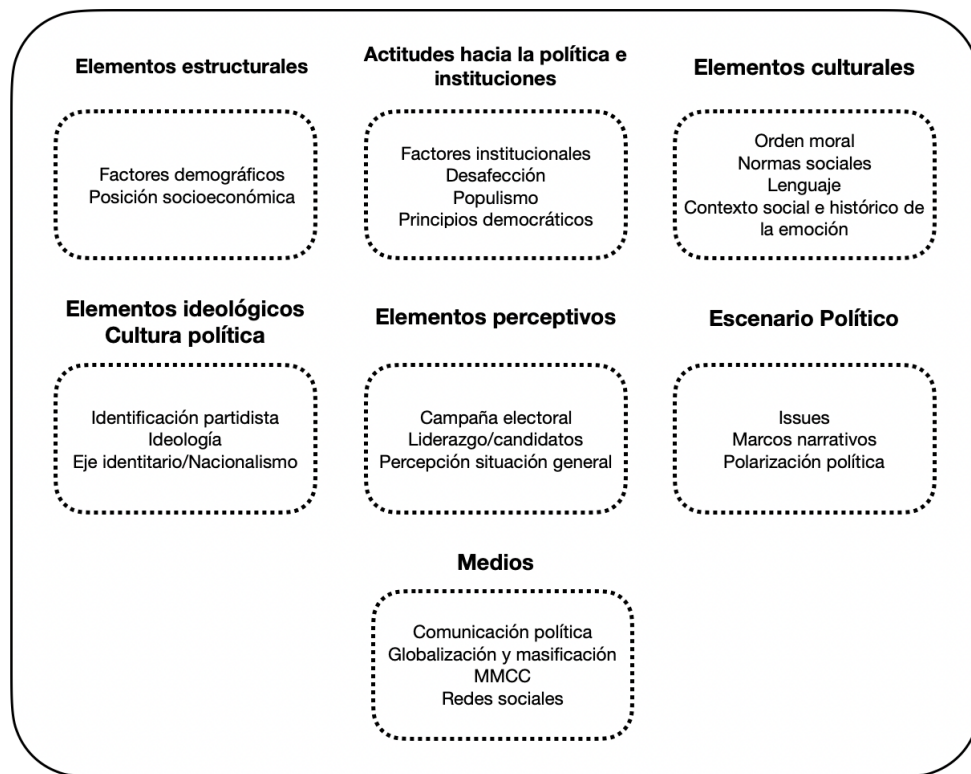 Elementos estructurales
Factores demográficos
Posición socioeconómica
Actitudes hacia la política e
instituciones
Factores institucionales
Desafección
Populismo
Principios democráticos
Elementos culturales
Orden moral
Normas sociales
Lenguaje
Contexto social e histórico de
la emoción
Elementos ideológicos
Cultura política
Identificación partidista
Ideología
Eje identitario/Nacionalismo
Elementos perceptivos
Campaña electoral
Liderazgo/candidatos
Percepción situación general
Escenario Político
Issues
Marcos narrativos
Polarización política
Medios
Comunicación política
Globalización y masificación
MMCC
Redes sociales